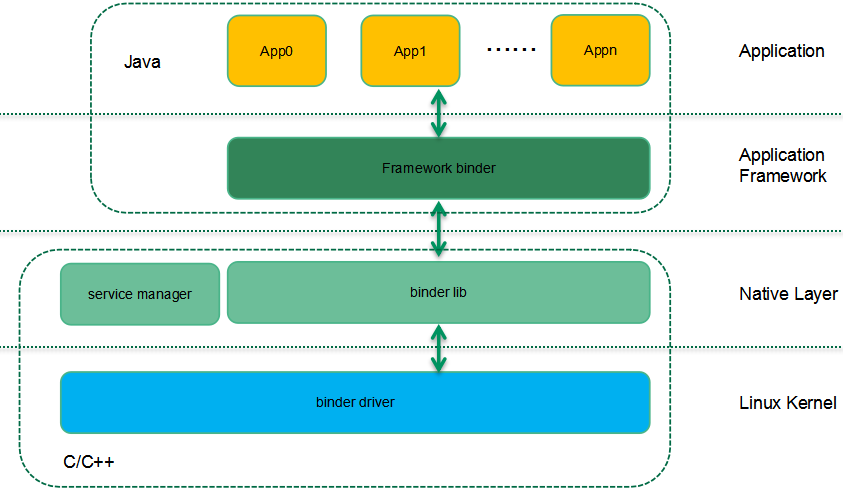 Java
App0
App1
······
Appn
Application
Framework binder
Application
Framework
service manager
binder lib
Native Layer
binder driver
Linux Kernel
C/C++